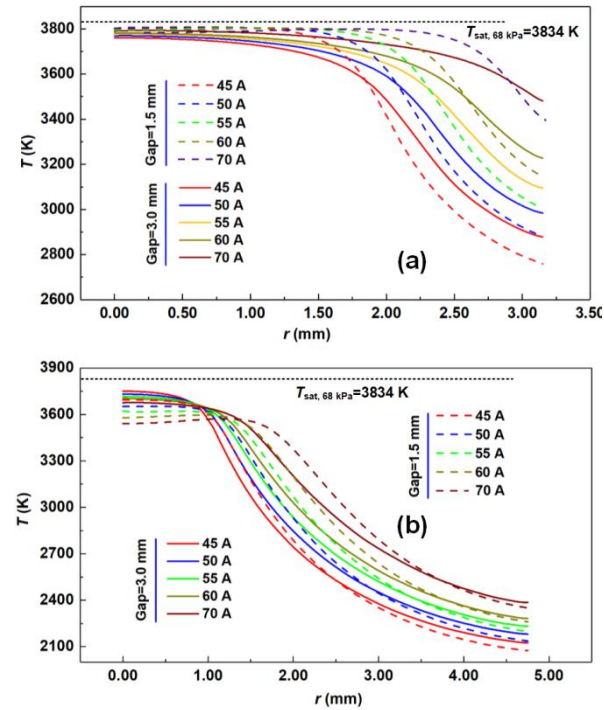 3800
3600
3400
3200
3000
2800
2600
T (K)
T sat, 68 kPa=3834 K
Gap=1.5 mm
45 A
50 A
55 A
60 A
70 A
Gap=3.0 mm
45 A
50 A
55 A
60 A
70 A
(a)
0.00 0.50 1.00 1.50 2.00 2.50 3.00 3.50
r (mm)
3900
3600
3300
3000
2700
2400
2100
T (K)
T sat, 68 kPa=3834 K
Gap=1.5 mm
45 A
50 A
55 A
60 A
70 A
(b)
Gap=3.0 mm
45 A
50 A
55 A
60 A
70 A
0.00 1.00 2.00 3.00 4.00 5.00
r (mm)